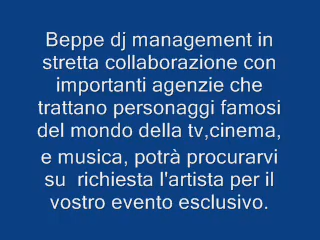 Beppe dj management in
stretta collaborazione con
importanti agenzie che
trattano personaggi famosi
del mondo della tv,cinema,
e musica, potrà procurarvi
su  richiesta l'artista per il
vostro evento esclusivo.